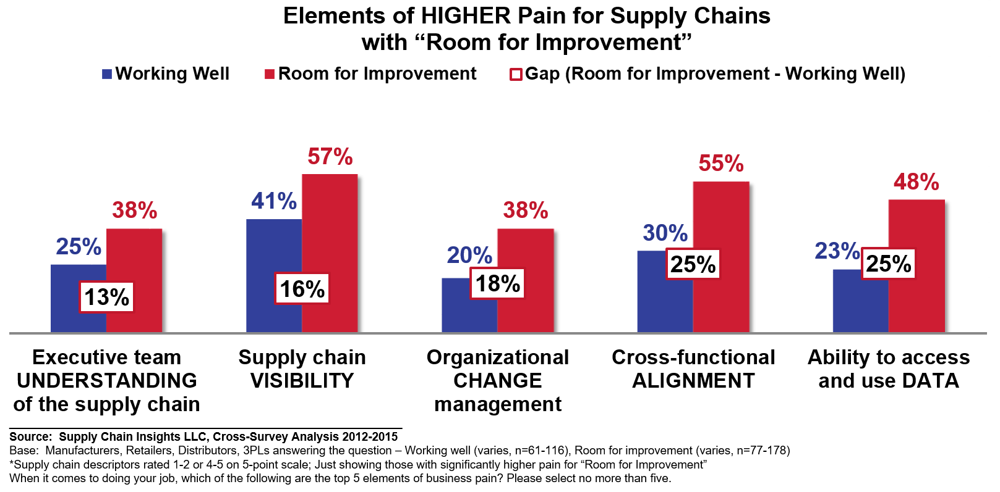 Elements of HIGHER Pain for Supply Chains
with “Room for Improvement”
Working Well
Room for Improvement
Gap (Room for Improvement - Working Well)
25%
38%
13%
41%
57%
16%
20%
38%
18%
30%
55%
25%
23%
48%
25%
Executive team
UNDERSTANDING
of the supply chain
Supply chain
VISIBILITY
Organizational
CHANGE
management
Cross-functional
ALIGNMENT
Ability to access
and use DATA
Source:  Supply Chain Insights LLC, Cross-Survey Analysis 2012-2015
Base:  Manufacturers, Retailers, Distributors, 3PLs answering the question – Working well (varies, n=61-116), Room for improvement (varies, n=77-178)
*Supply chain descriptors rated 1-2 or 4-5 on 5-point scale; Just showing those with significantly higher pain for “Room for Improvement”
When it comes to doing your job, which of the following are the top 5 elements of business pain? Please select no more than five.